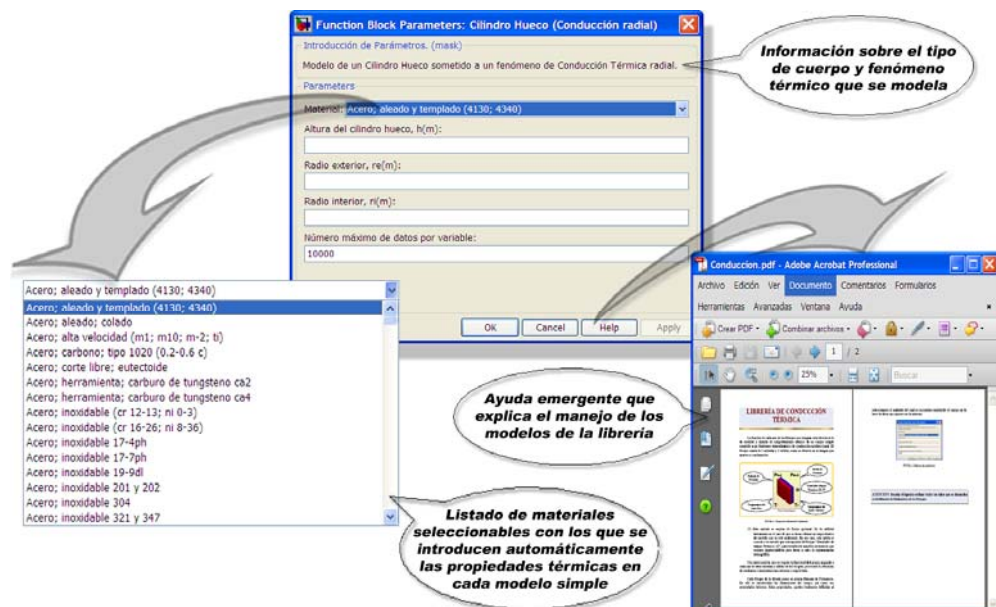 Function Block Parameters: Cilindro Hueco (Conducción radial)
Introducción de Parámetros. (mask)
Modelo de un Cilindro Hueco sometido a un fenómeno de Conducción Térmica radial.
Parameters
Material: Acero; aleado y templado (4130; 4340)
Altura del cilindro hueco, h(m):
Radio exterior, re(m):
Radio interior, ri(m):
Número máximo de datos por variable:
10000
OK Cancel Help Apply
Información sobre el tipo
de cuerpo y fenómeno
térmico que se modela
Acero; aleado y templado (4130; 4340)
Acero; aleado y templado (4130; 4340)
Acero; aleado; colado
Acero; alta velocidad (m1; m10; m-2; ti)
Acero; carbono; tipo 1020 (0.2-0.6 c)
Acero; corte libre; eutectoide
Acero; herramienta; carburo de tungsteno ca2
Acero; herramienta; carburo de tungsteno ca4
Acero; inoxidable (cr 12-13; ni 0-3)
Acero; inoxidable (cr 16-26; ni 8-36)
Acero; inoxidable 17-4ph
Acero; inoxidable 17-7ph
Acero; inoxidable 19-9dl
Acero; inoxidable 201 y 202
Acero; inoxidable 304
Acero; inoxidable 321 y 347
Ayuda emergente que
explica el manejo de los
modelos de la librería
Listado de materiales
seleccionables con los que se
introducen automáticamente
las propiedades térmicas en
cada modelo simple
Conduccion.pdf - Adobe Acrobat Professional
Archivo Edición Ver Documento Comentarios Formularios
Herramientas Avanzadas Ventana Ayuda
Crear PDF Combinar archivos
1 / 2
25% Buscar
LIBRERÍA DE CONDUCCIÓN
TÉRMICA